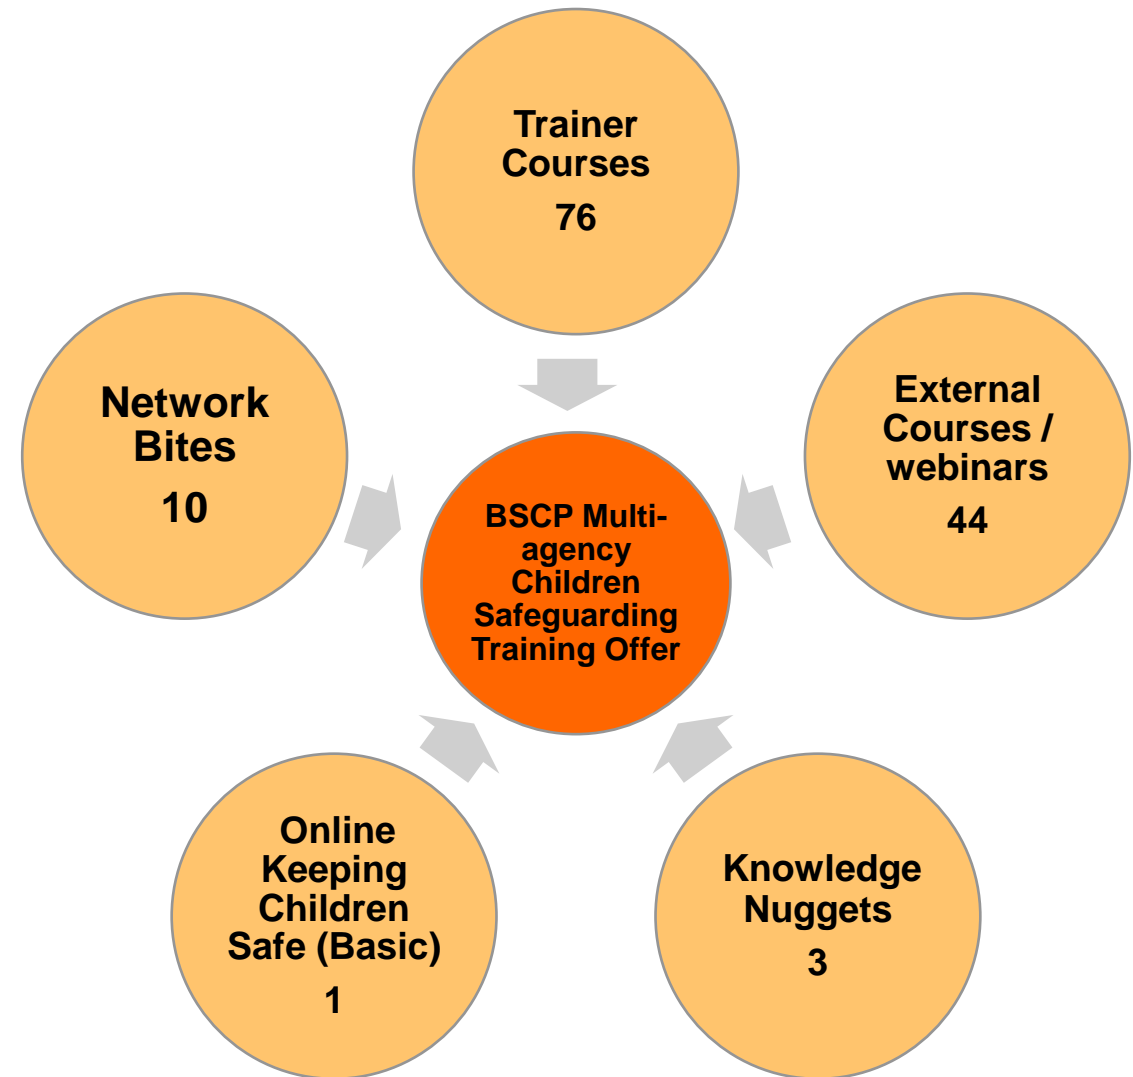 Trainer
Courses
76
Network
Bites
10
External
Courses /
webinars
44
BSCP Multi-
agency
Children
Safeguarding
Training Offer
Online
Keeping
Children
Safe (Basic)
1
Knowledge
Nuggets
3